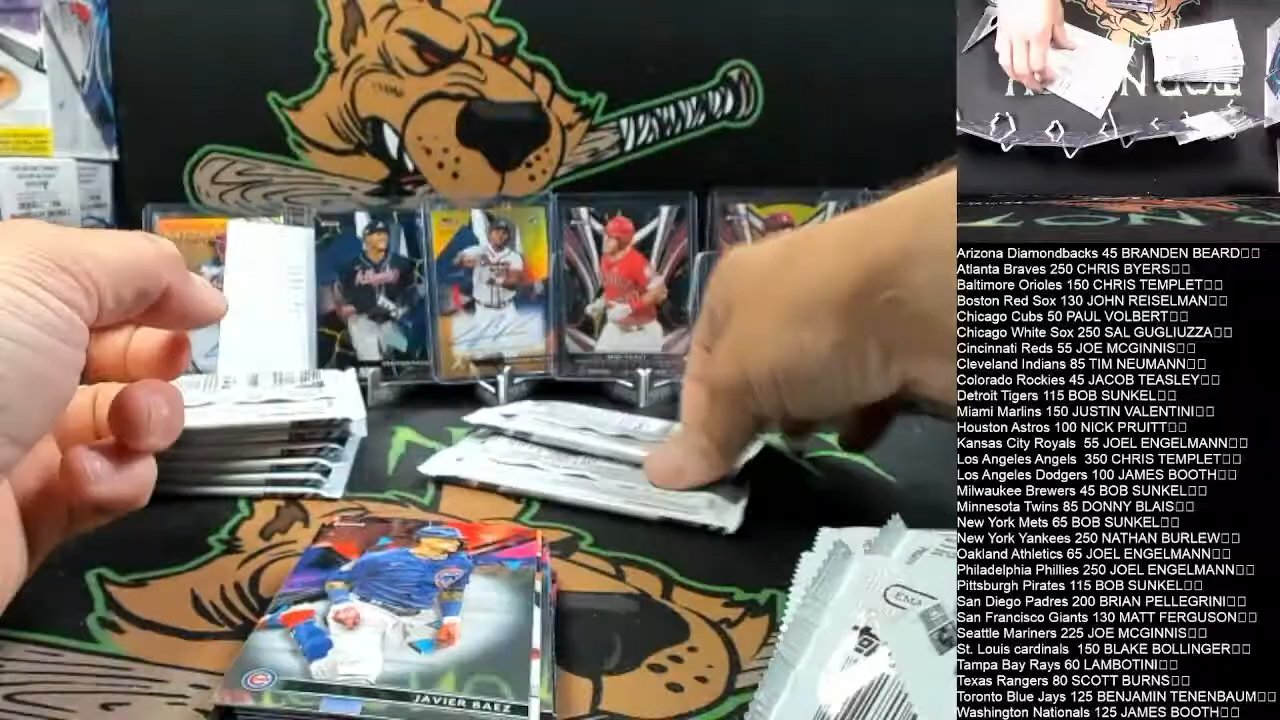 Arizona Diamondbacks 45 BRANDEN BEARD
Atlanta Braves 250 CHRIS BYERS
Baltimore Orioles 150 CHRIS TEMPLET
Boston Red Sox 130 JOHN REISELMAN
Chicago Cubs 50 PAUL VOLBERT
Chicago White Sox 250 SAL GUGLIUZZA
Cincinnati Reds 55 JOE MCGINNIS
Cleveland Indians 85 TIM NEUMANN
Colorado Rockies 45 JACOB TEASLEY
Detroit Tigers 115 BOB SUNKEL
Miami Marlins 150 JUSTIN VALENTINI
Houston Astros 100 NICK PRUITT
Kansas City Royals 55 JOEL ENGELMANN
Los Angeles Angels 350 CHRIS TEMPLET
Los Angeles Dodgers 100 JAMES BOOTH
Milwaukee Brewers 45 BOB SUNKEL
Minnesota Twins 85 DONNY BLAIS
New York Mets 65 BOB SUNKEL
New York Yankees 250 NATHAN BURLEW
Oakland Athletics 65 JOEL ENGELMANN
Philadelphia Phillies 250 JOEL ENGELMANN
Pittsburgh Pirates 115 BOB SUNKEL
San Diego Padres 200 BRIAN PELLEGRINI
San Francisco Giants 130 MATT FERGUSON
Seattle Mariners 225 JOE MCGINNIS
St. Louis cardinals 150 BLAKE BOLLINGER
Tampa Bay Rays 60 LAMBOTINI
Texas Rangers 80 SCOTT BURNS
Toronto Blue Jays 125 BENJAMIN TENENBAUM
Washington Nationals 125 JAMES BOOTH
JAVIER BAEZ